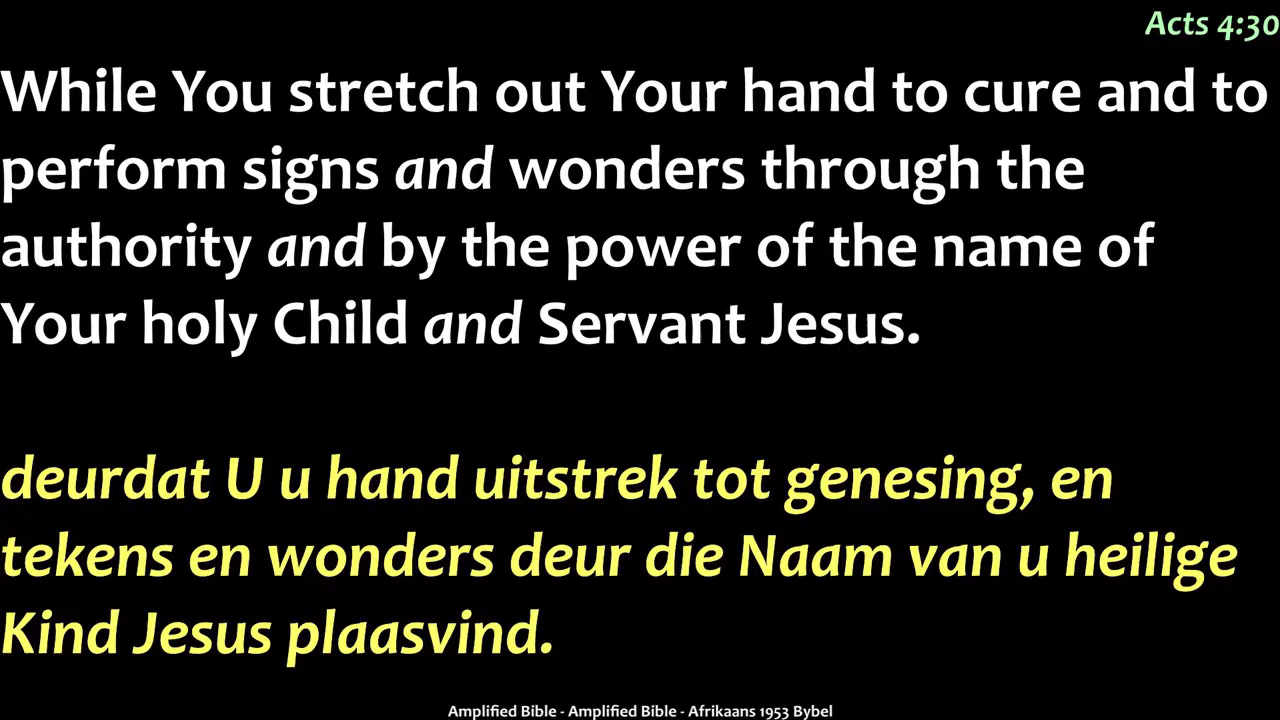 Acts 4:30
While You stretch out Your hand to cure and to
perform signs and wonders through the
authority and by the power of the name of
Your holy Child and Servant Jesus.
deurdat U u hand uitstrek tot genesing, en
tekens en wonders deur die Naam van u heilige
Kind Jesus plaasvind.
Amplified Bible - Amplified Bible - Afrikaans 1953 Bybel